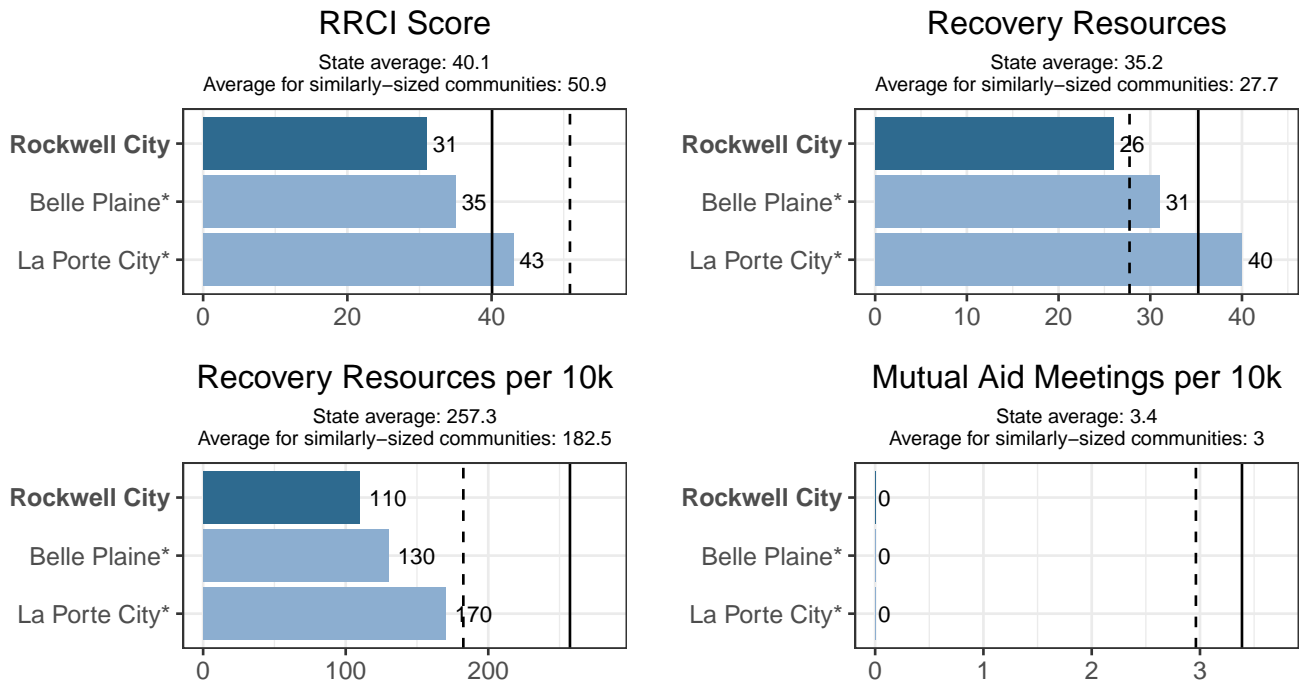 RRCI Score
State average: 40.1
Average for similarly−sized communities: 50.9
Rockwell City
31
Belle Plaine*
35
La Porte City*
43
0 20 40
Recovery Resources
State average: 35.2
Average for similarly−sized communities: 27.7
Rockwell City
26
Belle Plaine*
31
La Porte City*
40
0 10 20 30 40
Recovery Resources per 10k
State average: 257.3
Average for similarly−sized communities: 182.5
Rockwell City
110
Belle Plaine*
130
La Porte City*
170
0 100 200
Mutual Aid Meetings per 10k
State average: 3.4
Average for similarly−sized communities: 3
Rockwell City
0
Belle Plaine*
0
La Porte City*
0
0 1 2 3